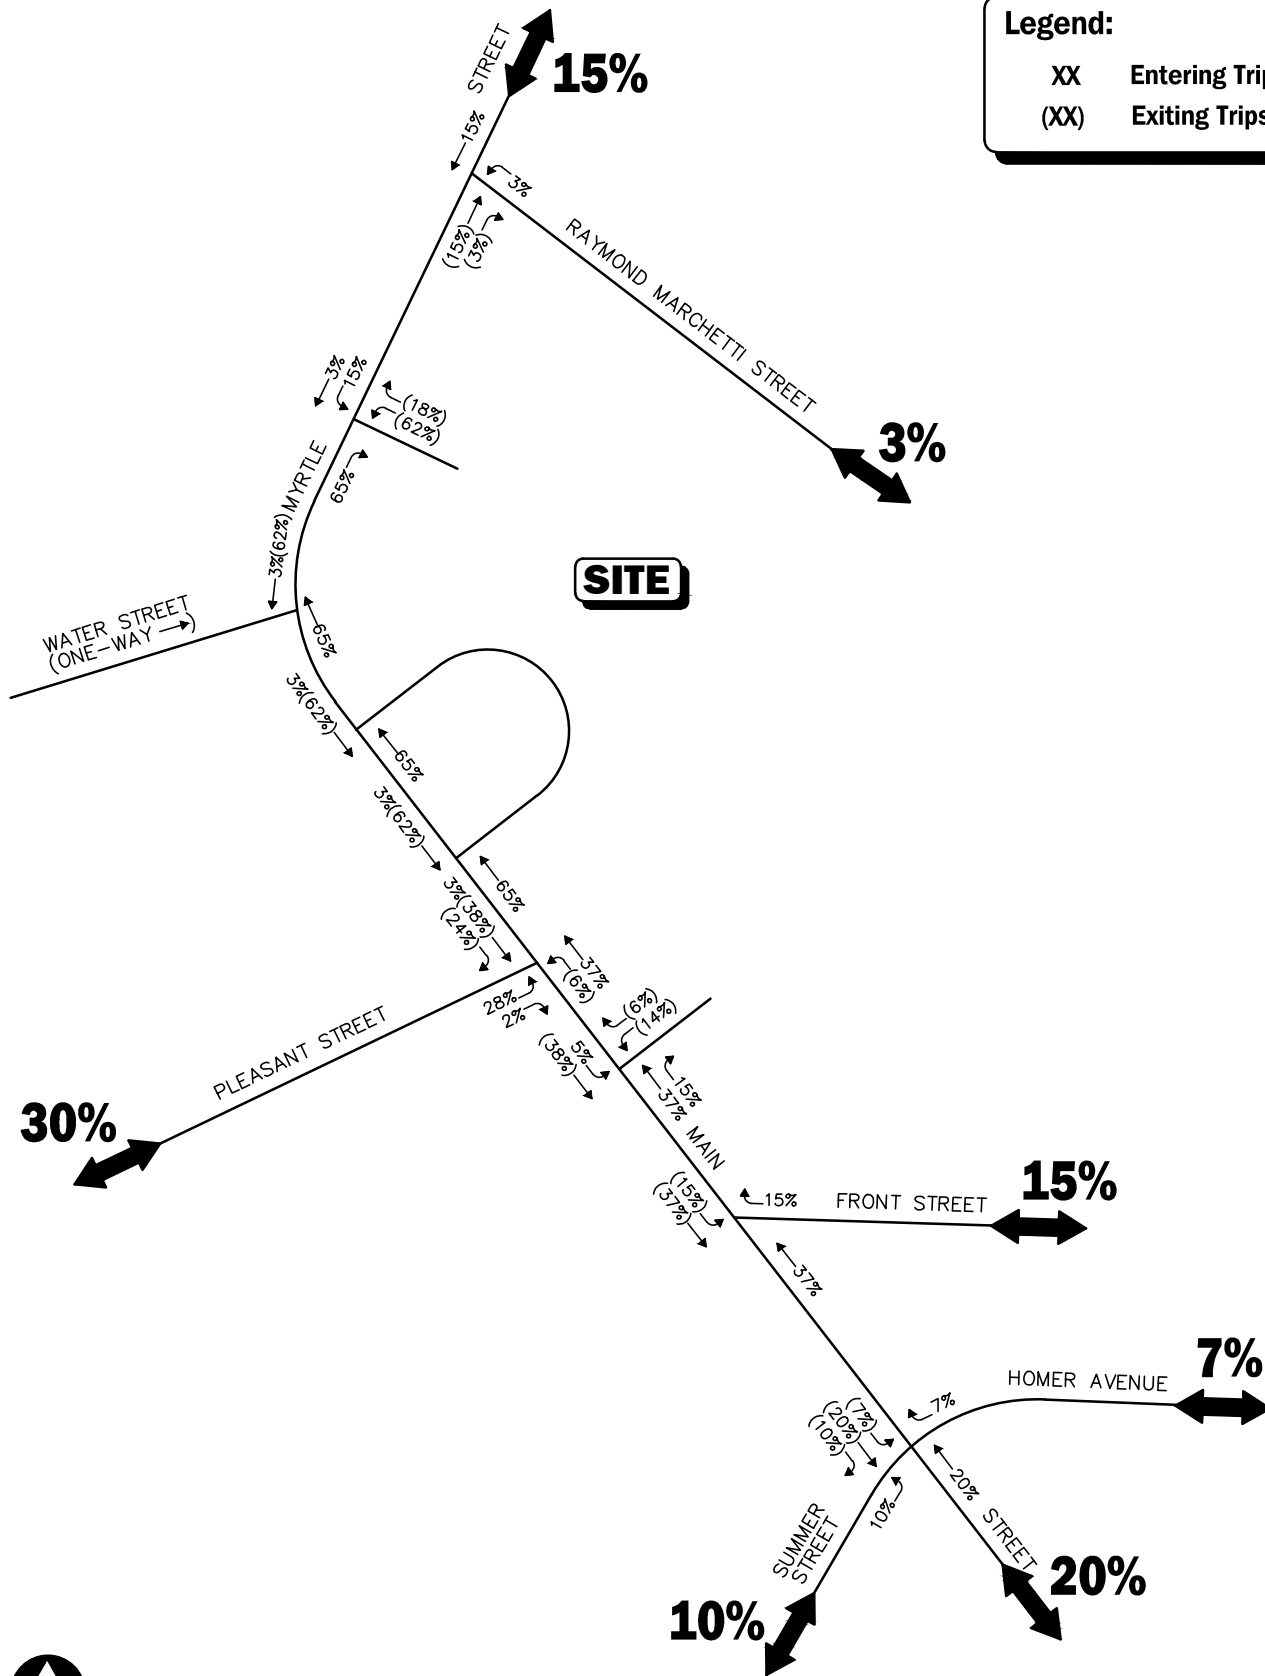 Legend:
XX Entering Trip
(XX) Exiting Trips
STREET
15%
15%
3%
(15%)
(3%)
RAYMOND MARCHETTI STREET
3%
3%
15%
(18%)
(62%)
MYRTLE
65%
3%(62%)
SITE
WATER STREET
(ONE-WAY →)
65%
3%(62%)
65%
3%(62%)
65%
3%(38%)
(24%)
37%
(6%)
(6%)
(14%)
28%
2%
5%
(38%)
PLEASANT STREET
30%
15%
37%
MAIN
(15%)
(37%)
15%
FRONT STREET
15%
37%
7%
HOMER AVENUE
7%
(7%)
(20%)
(10%)
20%
10%
STREET
SUMMER
STREET
20%
10%